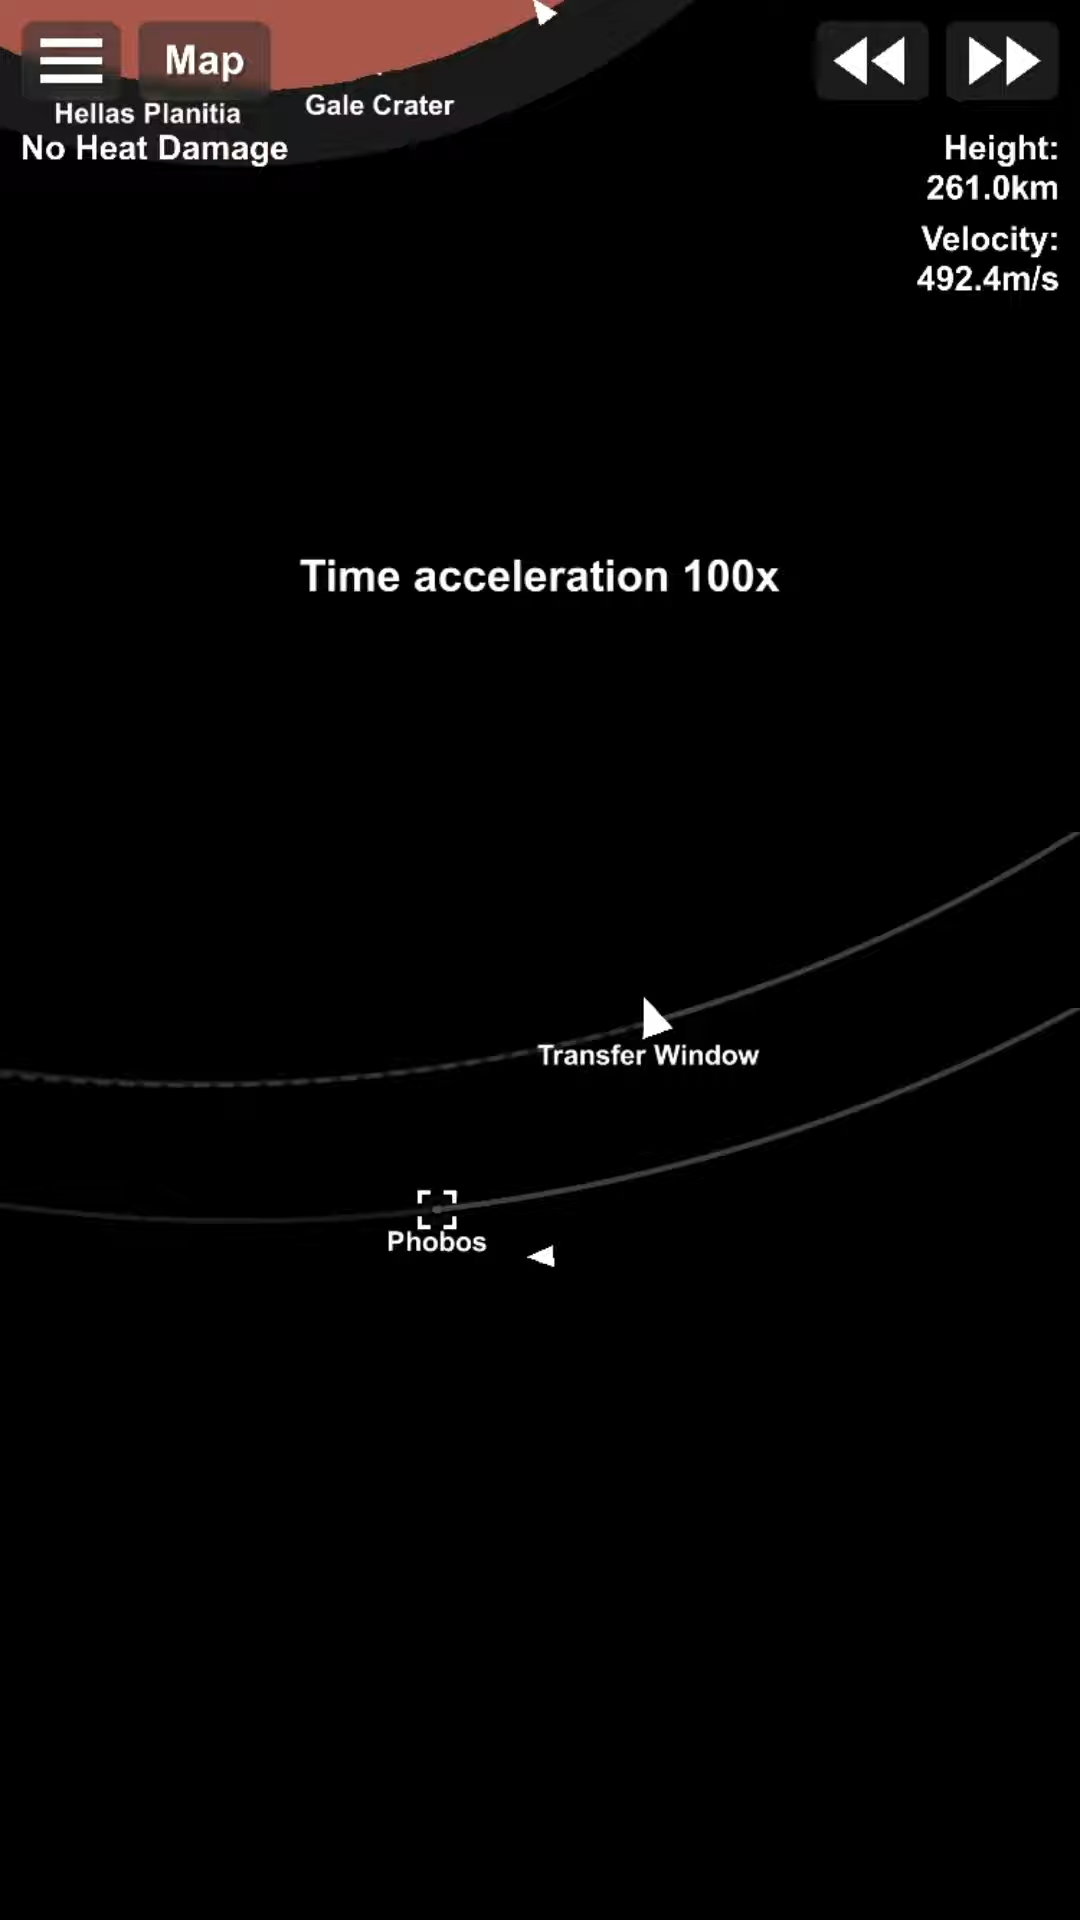 Map
Hellas Planitia
Gale Crater
No Heat Damage
Height:
261.0km
Velocity:
492.4m/s
Time acceleration 100x
Transfer Window
Phobos